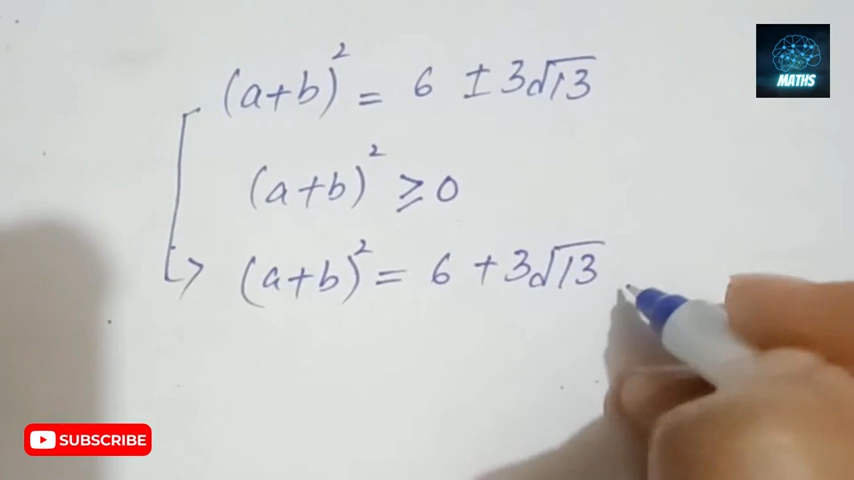 (a+b)² = 6 ± 3√13
MATHS
(a+b)² ≥ 0
(a+b)² = 6 + 3√13
SUBSCRIBE